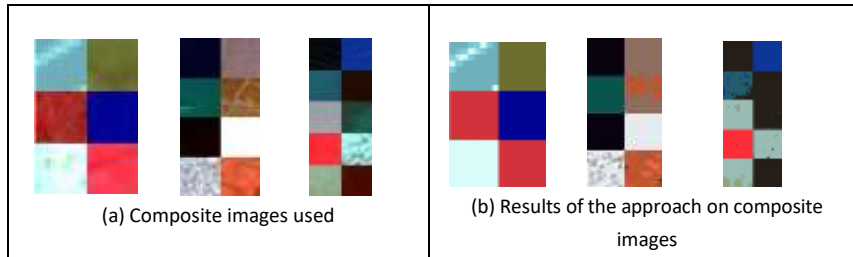 (a) Composite images used
(b) Results of the approach on composite
images